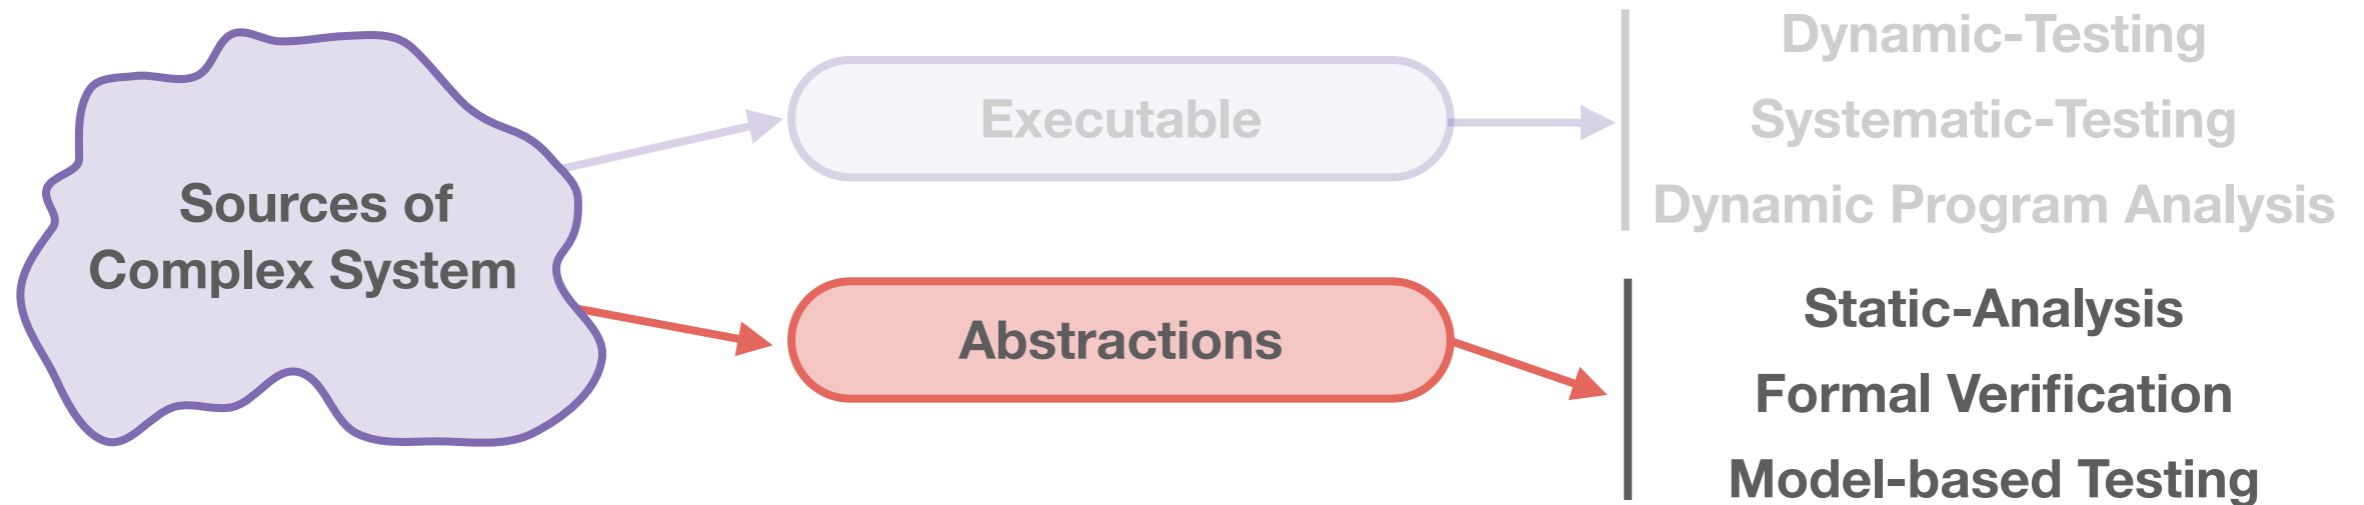 Sources of
Complex System
Executable
Dynamic-Testing
Systematic-Testing
Dynamic Program Analysis
Abstractions
Static-Analysis
Formal Verification
Model-based Testing